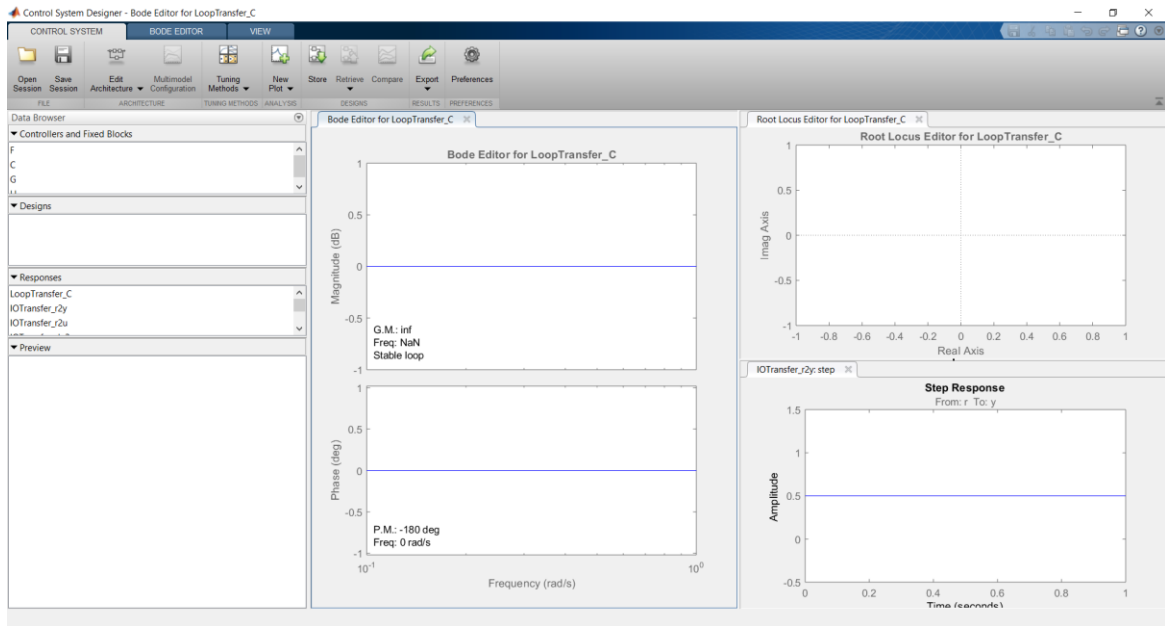 Control System Designer - Bode Editor for LoopTransfer_C
CONTROL SYSTEM BODE EDITOR VIEW
Open Session
Save Session
Edit Architecture
Multimodel Configuration
Tuning Methods
New Plot
Store
Retrieve
Compare
Export
Preferences
FILE ARCHITECTURE TUNING METHODS ANALYSIS DESIGNS RESULTS PREFERENCES
Data Browser
Controllers and Fixed Blocks
F
C
G
Designs
Responses
LoopTransfer_C
IOTransfer_r2y
IOTransfer_r2u
Preview
Bode Editor for LoopTransfer_C
Bode Editor for LoopTransfer_C
Magnitude (dB)
1
0.5
0
-0.5
-1
G.M.: inf
Freq: NaN
Stable loop
Phase (deg)
1
0.5
0
-0.5
-1
P.M.: -180 deg
Freq: 0 rad/s
10^-1 10^0
Frequency (rad/s)
Root Locus Editor for LoopTransfer_C
Root Locus Editor for LoopTransfer_C
Imag Axis
1
0.5
0
-0.5
-1
-1 -0.8 -0.6 -0.4 -0.2 0 0.2 0.4 0.6 0.8 1
Real Axis
IOTransfer_r2y: step
Step Response
From: r To: y
Amplitude
1.5
1
0.5
0
-0.5
0 0.2 0.4 0.6 0.8 1
Time (seconds)